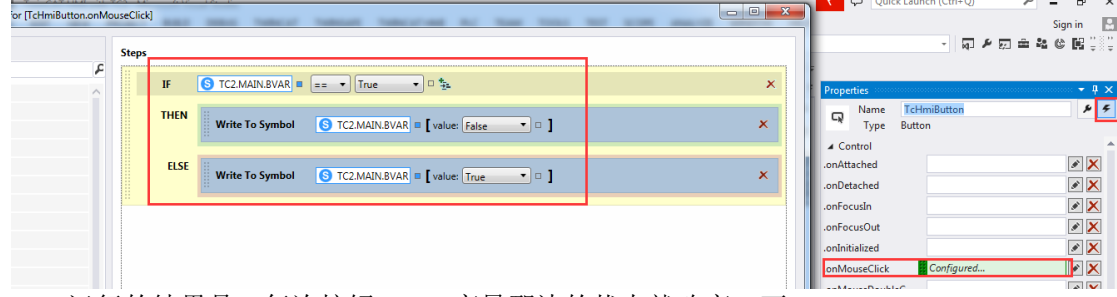 for [TcHmiButton.onMouseClick]
Quick Launch (Ctrl+Q)
Sign in
Steps
IF TC2.MAIN.BVAR == True
THEN Write To Symbol TC2.MAIN.BVAR [ value: False ]
ELSE Write To Symbol TC2.MAIN.BVAR [ value: True ]
Properties
Name TcHmiButton
Type Button
Control
.onAttached
.onDetached
.onFocusIn
.onFocusOut
.onInitialized
.onMouseClick Configured...